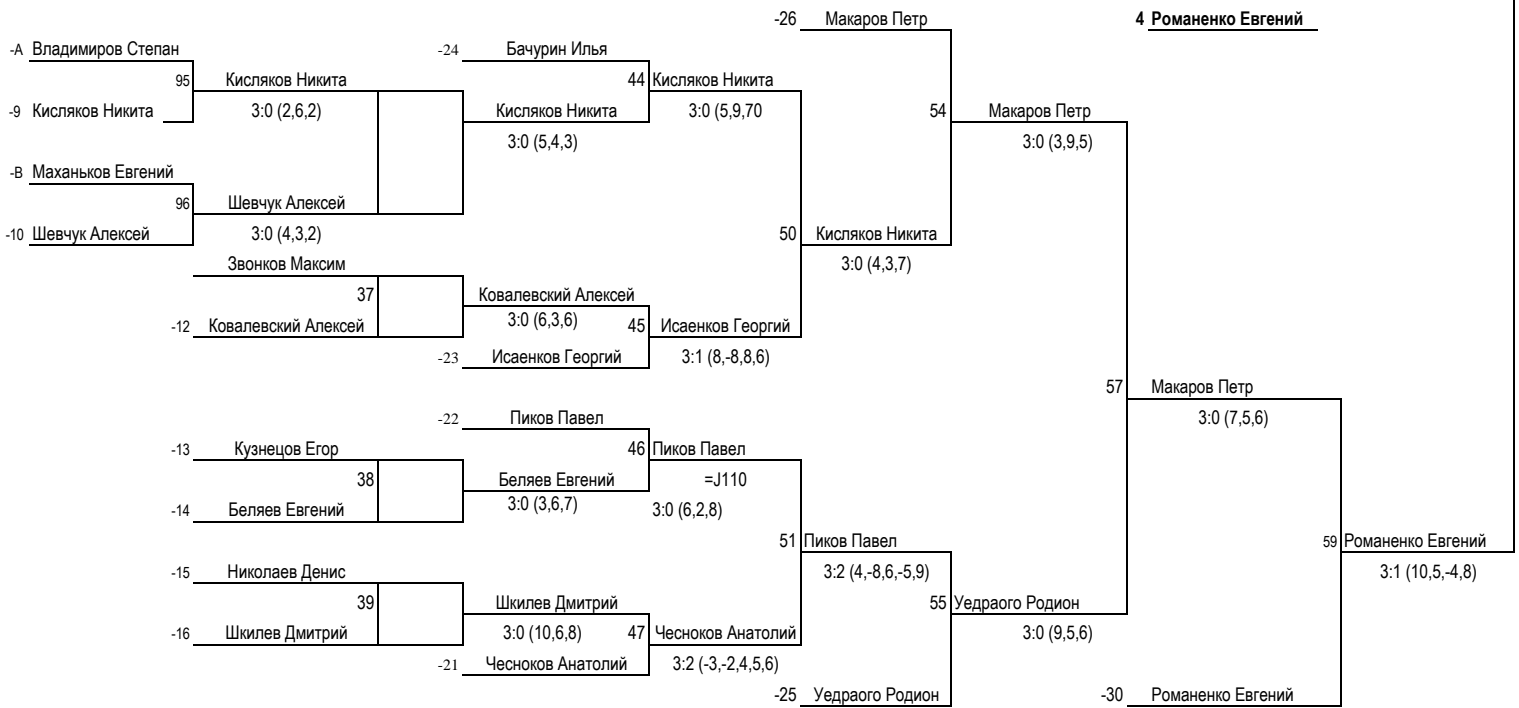 -26 Макаров Петр 4 Романенко Евгений
-A Владимиров Степан -24 Бачурин Илья
95 Кисляков Никита 44 Кисляков Никита
-9 Кисляков Никита 3:0 (2,6,2) Кисляков Никита 3:0 (5,9,70 54 Макаров Петр
3:0 (5,4,3) 3:0 (3,9,5)
-B Маханьков Евгений
96 Шевчук Алексей
-10 Шевчук Алексей 3:0 (4,3,2) 50 Кисляков Никита
Звонков Максим 3:0 (4,3,7)
37 Ковалевский Алексей
-12 Ковалевский Алексей 3:0 (6,3,6) 45 Исаенков Георгий
-23 Исаенков Георгий 3:1 (8,-8,8,6)
57 Макаров Петр
-22 Пиков Павел 3:0 (7,5,6)
-13 Кузнецов Егор 46 Пиков Павел
38 Беляев Евгений =J110
-14 Беляев Евгений 3:0 (3,6,7) 3:0 (6,2,8)
51 Пиков Павел 59 Романенко Евгений
-15 Николаев Денис 3:2 (4,-8,6,-5,9) 3:1 (10,5,-4,8)
39 Шкилев Дмитрий 55 Уедраого Родион
-16 Шкилев Дмитрий 3:0 (10,6,8) 47 Чесноков Анатолий 3:0 (9,5,6)
-21 Чесноков Анатолий 3:2 (-3,-2,4,5,6)
-25 Уедраого Родион -30 Романенко Евгений